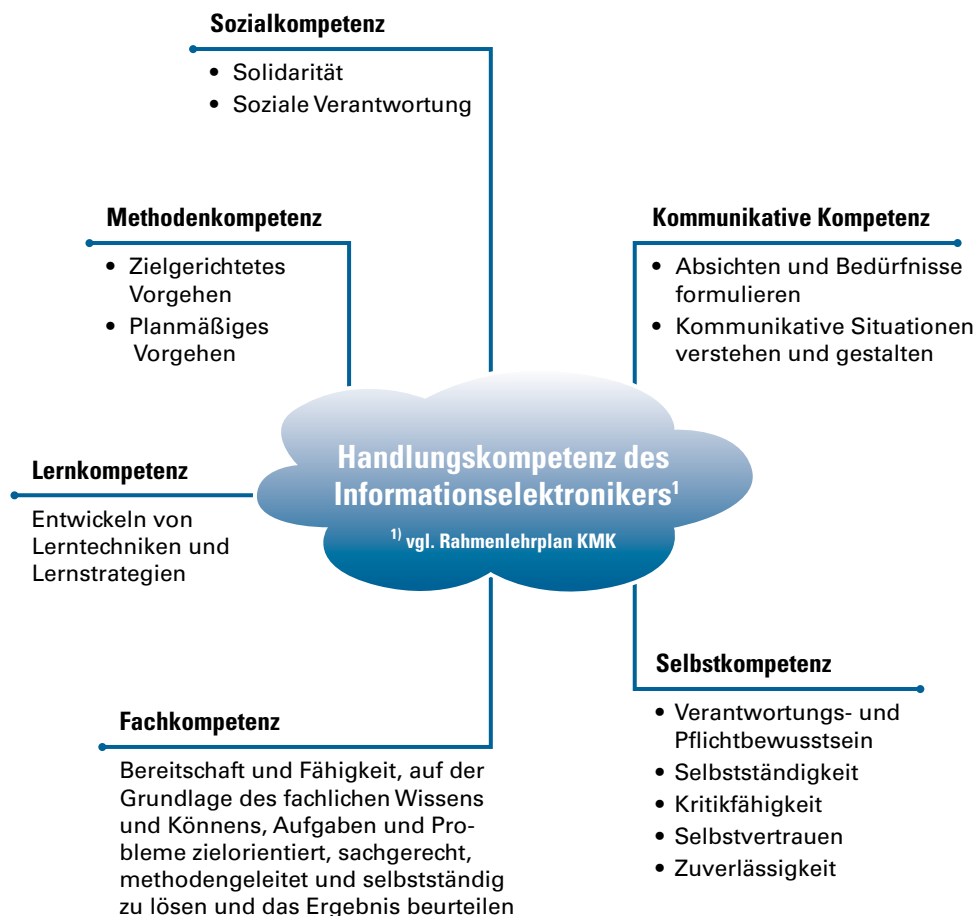 Sozialkompetenz
• Solidarität
• Soziale Verantwortung
Methodenkompetenz
• Zielgerichtetes
Vorgehen
• Planmäßiges
Vorgehen
Kommunikative Kompetenz
• Absichten und Bedürfnisse
formulieren
• Kommunikative Situationen
verstehen und gestalten
Handlungskompetenz des
Informationselektronikers¹
¹⁾ vgl. Rahmenlehrplan KMK
Lernkompetenz
Entwickeln von
Lerntechniken und
Lernstrategien
Selbstkompetenz
• Verantwortungs- und
Pflichtbewusstsein
• Selbstständigkeit
• Kritikfähigkeit
• Selbstvertrauen
• Zuverlässigkeit
Fachkompetenz
Bereitschaft und Fähigkeit, auf der
Grundlage des fachlichen Wissens
und Könnens, Aufgaben und Pro-
bleme zielorientiert, sachgerecht,
methodengeleitet und selbstständig
zu lösen und das Ergebnis beurteilen